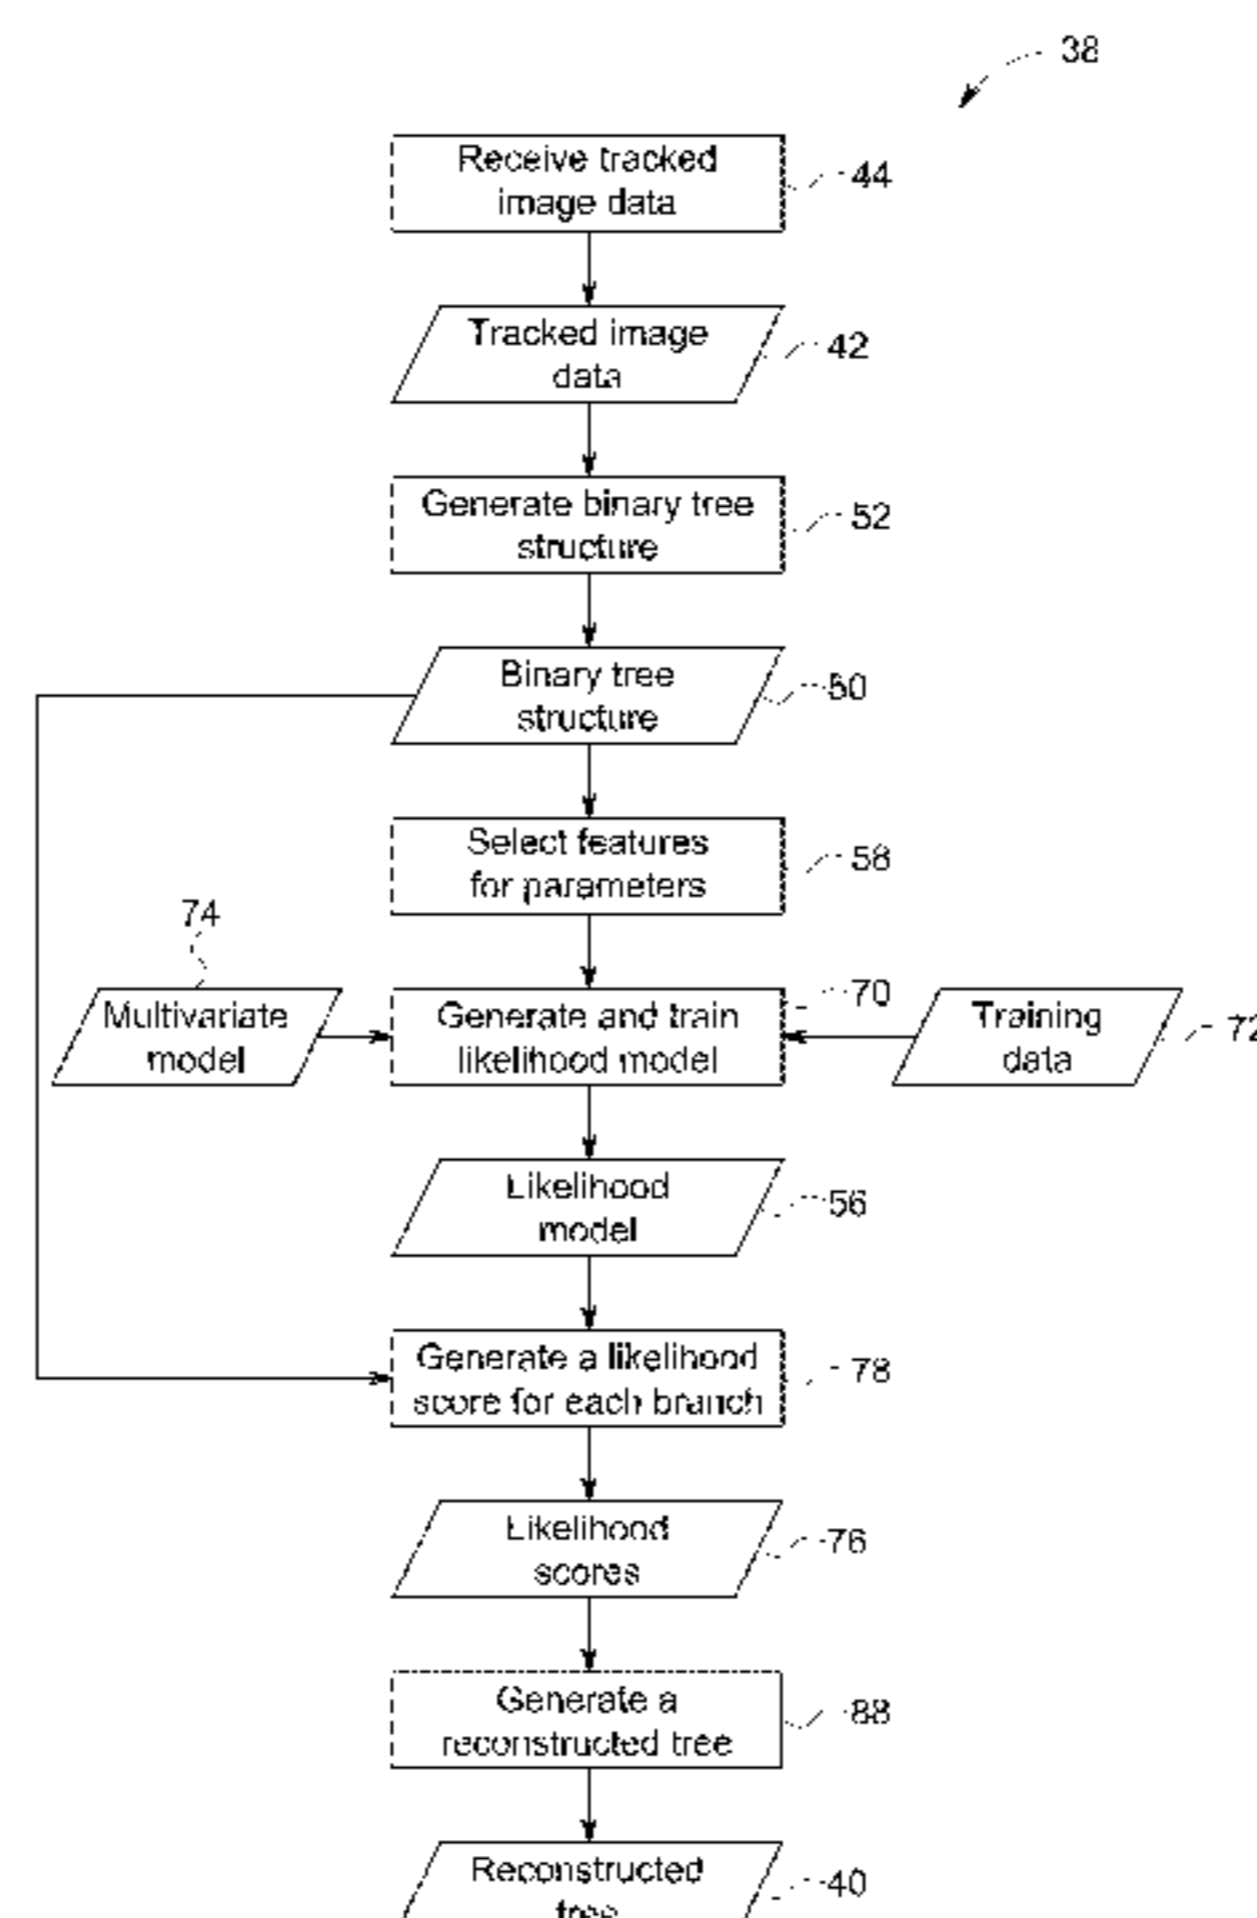 38
Receive tracked
image data
44
Tracked image
data
42
Generate binary tree
structure
52
Binary tree
structure
50
Select features
for parameters
58
74
Multivariate
model
Generate and train
likelihood model
70
Training
data
72
Likelihood
model
56
Generate a likelihood
score for each branch
78
Likelihood
scores
76
Generate a
reconstructed tree
88
Reconstructed
tree
40